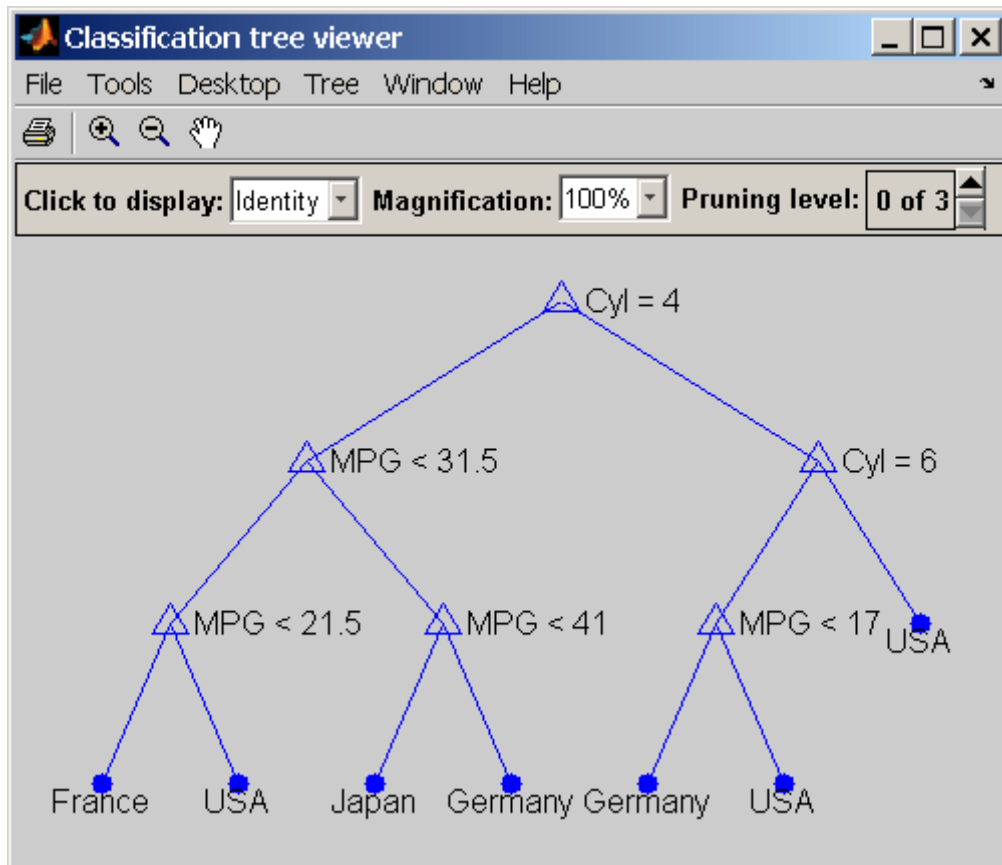 Classification tree viewer
File Tools Desktop Tree Window Help
Click to display: Identity Magnification: 100% Pruning level: 0 of 3
Cyl = 4
MPG < 31.5
Cyl = 6
MPG < 21.5
MPG < 41
MPG < 17
USA
France
USA
Japan
Germany
Germany
USA